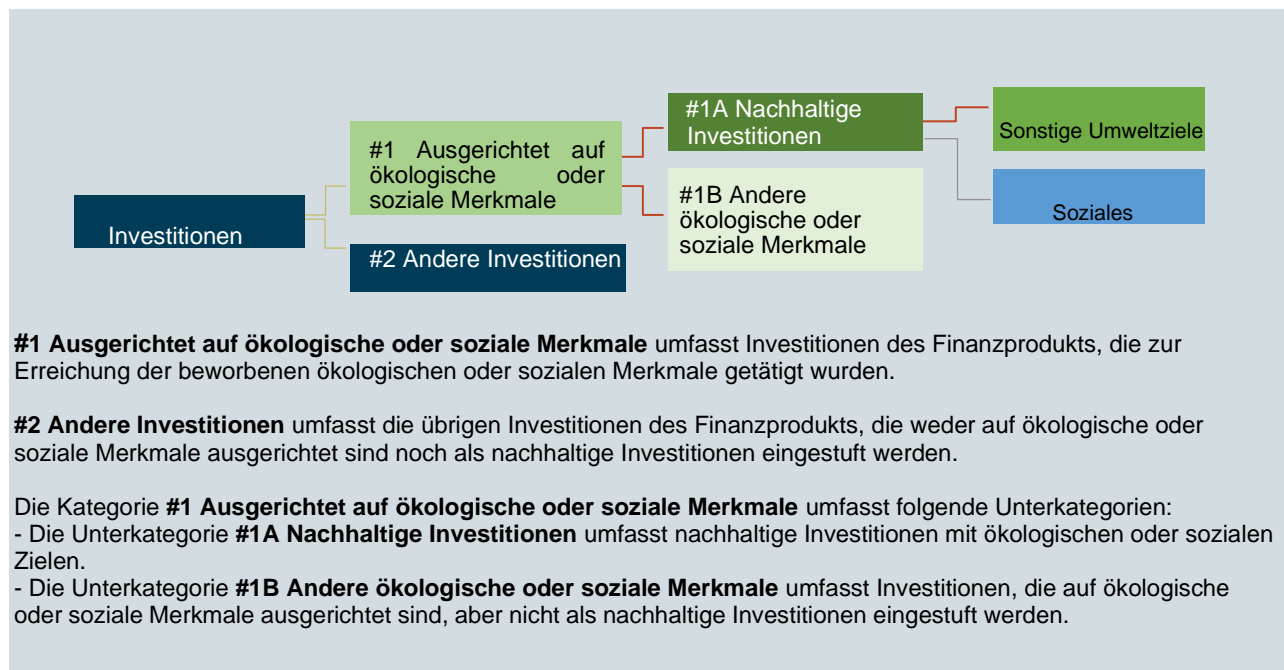 #1A Nachhaltige
Investitionen
Sonstige Umweltziele
#1 Ausgerichtet auf
ökologische oder
soziale Merkmale
#1B Andere
ökologische oder
soziale Merkmale
Soziales
Investitionen
#2 Andere Investitionen
#1 Ausgerichtet auf ökologische oder soziale Merkmale umfasst Investitionen des Finanzprodukts, die zur
Erreichung der beworbenen ökologischen oder sozialen Merkmale getätigt wurden.
#2 Andere Investitionen umfasst die übrigen Investitionen des Finanzprodukts, die weder auf ökologische oder
soziale Merkmale ausgerichtet sind noch als nachhaltige Investitionen eingestuft werden.
Die Kategorie #1 Ausgerichtet auf ökologische oder soziale Merkmale umfasst folgende Unterkategorien:
- Die Unterkategorie #1A Nachhaltige Investitionen umfasst nachhaltige Investitionen mit ökologischen oder sozialen
Zielen.
- Die Unterkategorie #1B Andere ökologische oder soziale Merkmale umfasst Investitionen, die auf ökologische
oder soziale Merkmale ausgerichtet sind, aber nicht als nachhaltige Investitionen eingestuft werden.